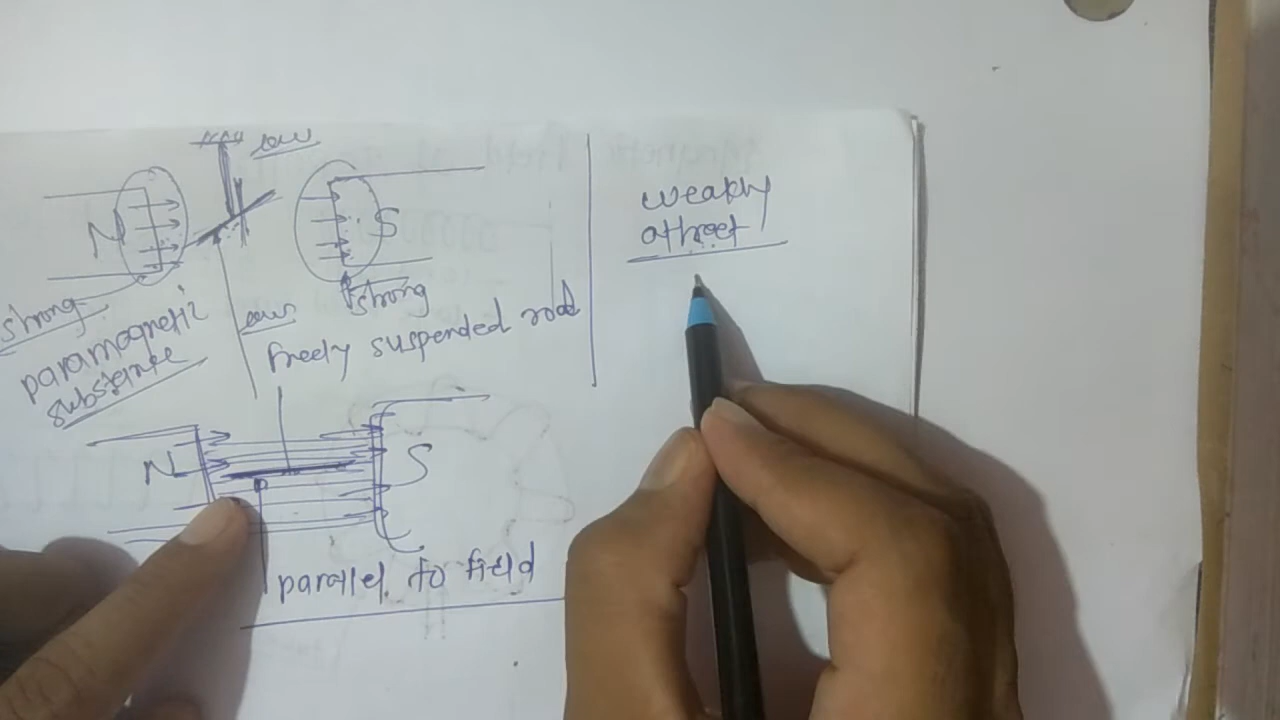 low
N
S
strong
strong
low
paramagnetic
substance
freely suspended rod
N
S
parallel to field
weakly
attract